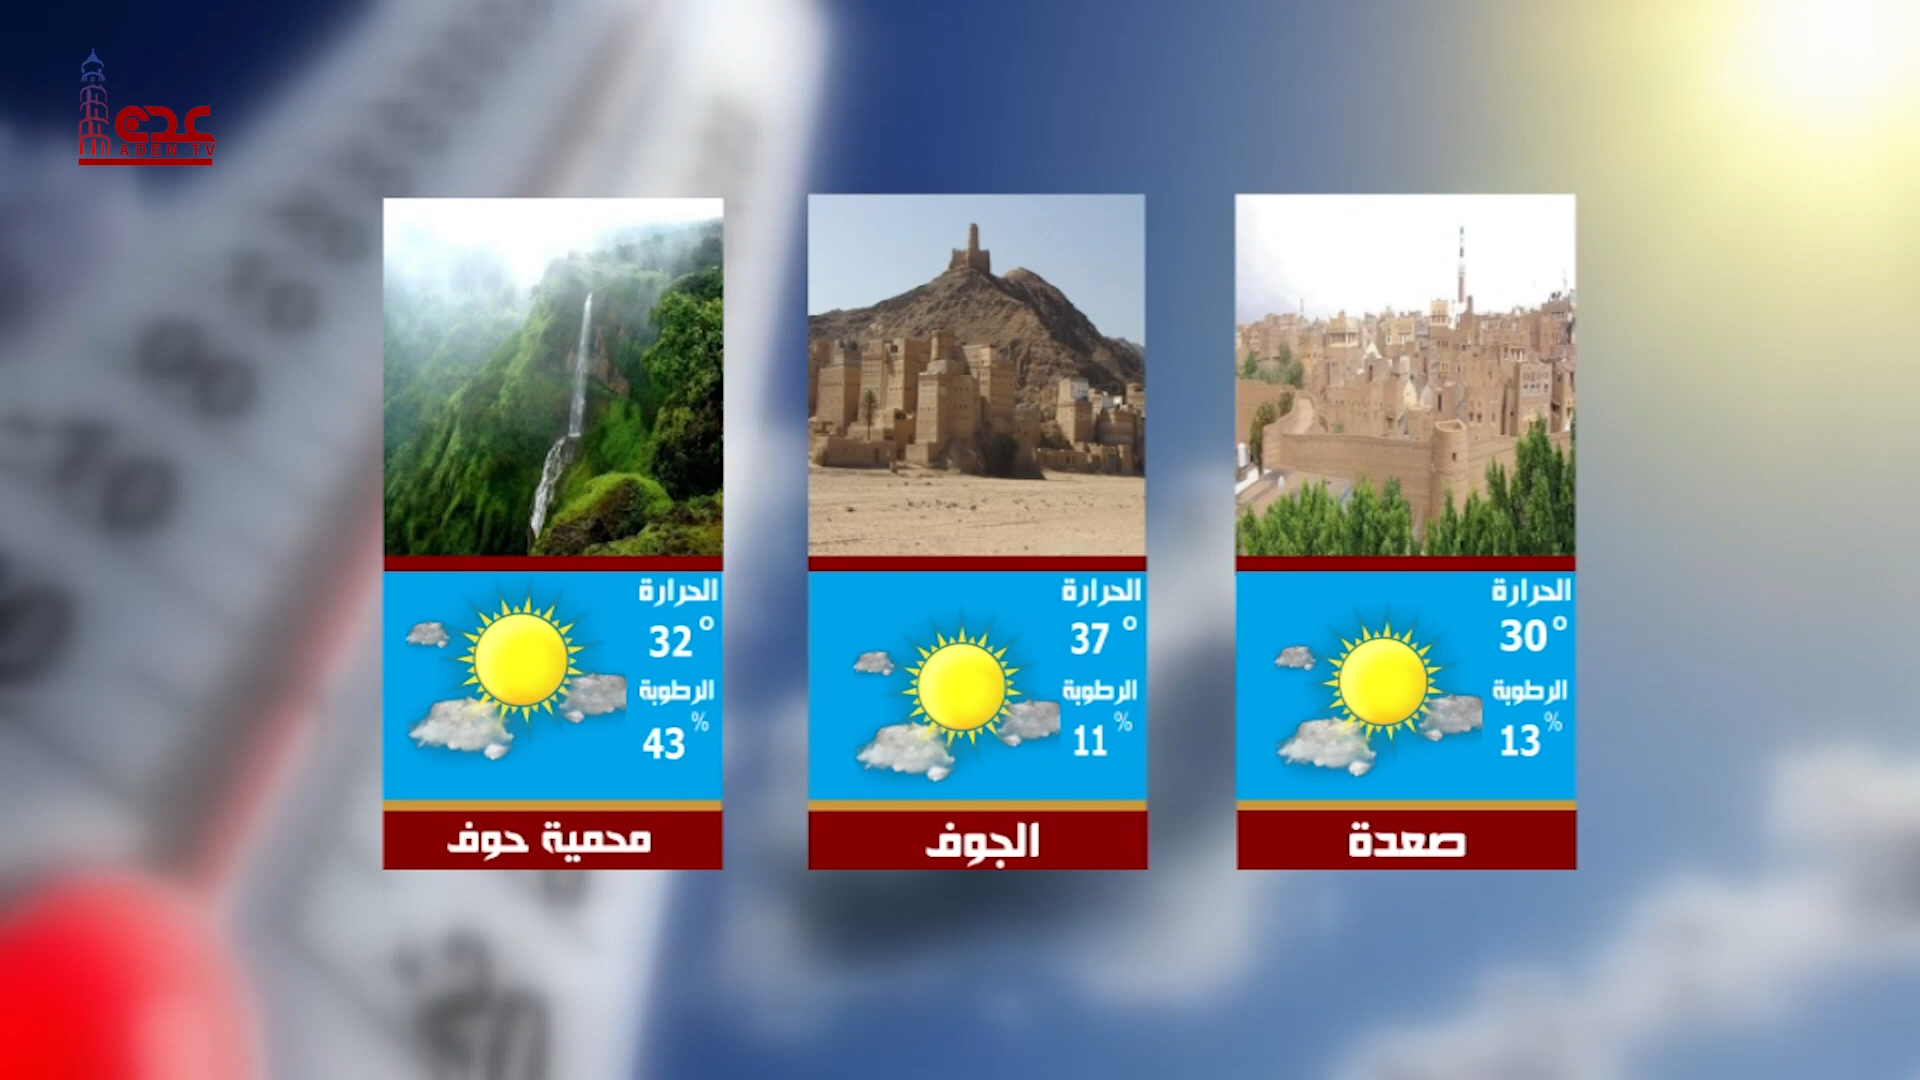 عدن
ADEN TV
الحرارة
30°
الرطوبة
13%
صعدة
الحرارة
37°
الرطوبة
11%
الجوف
الحرارة
32°
الرطوبة
43%
محمية حوف